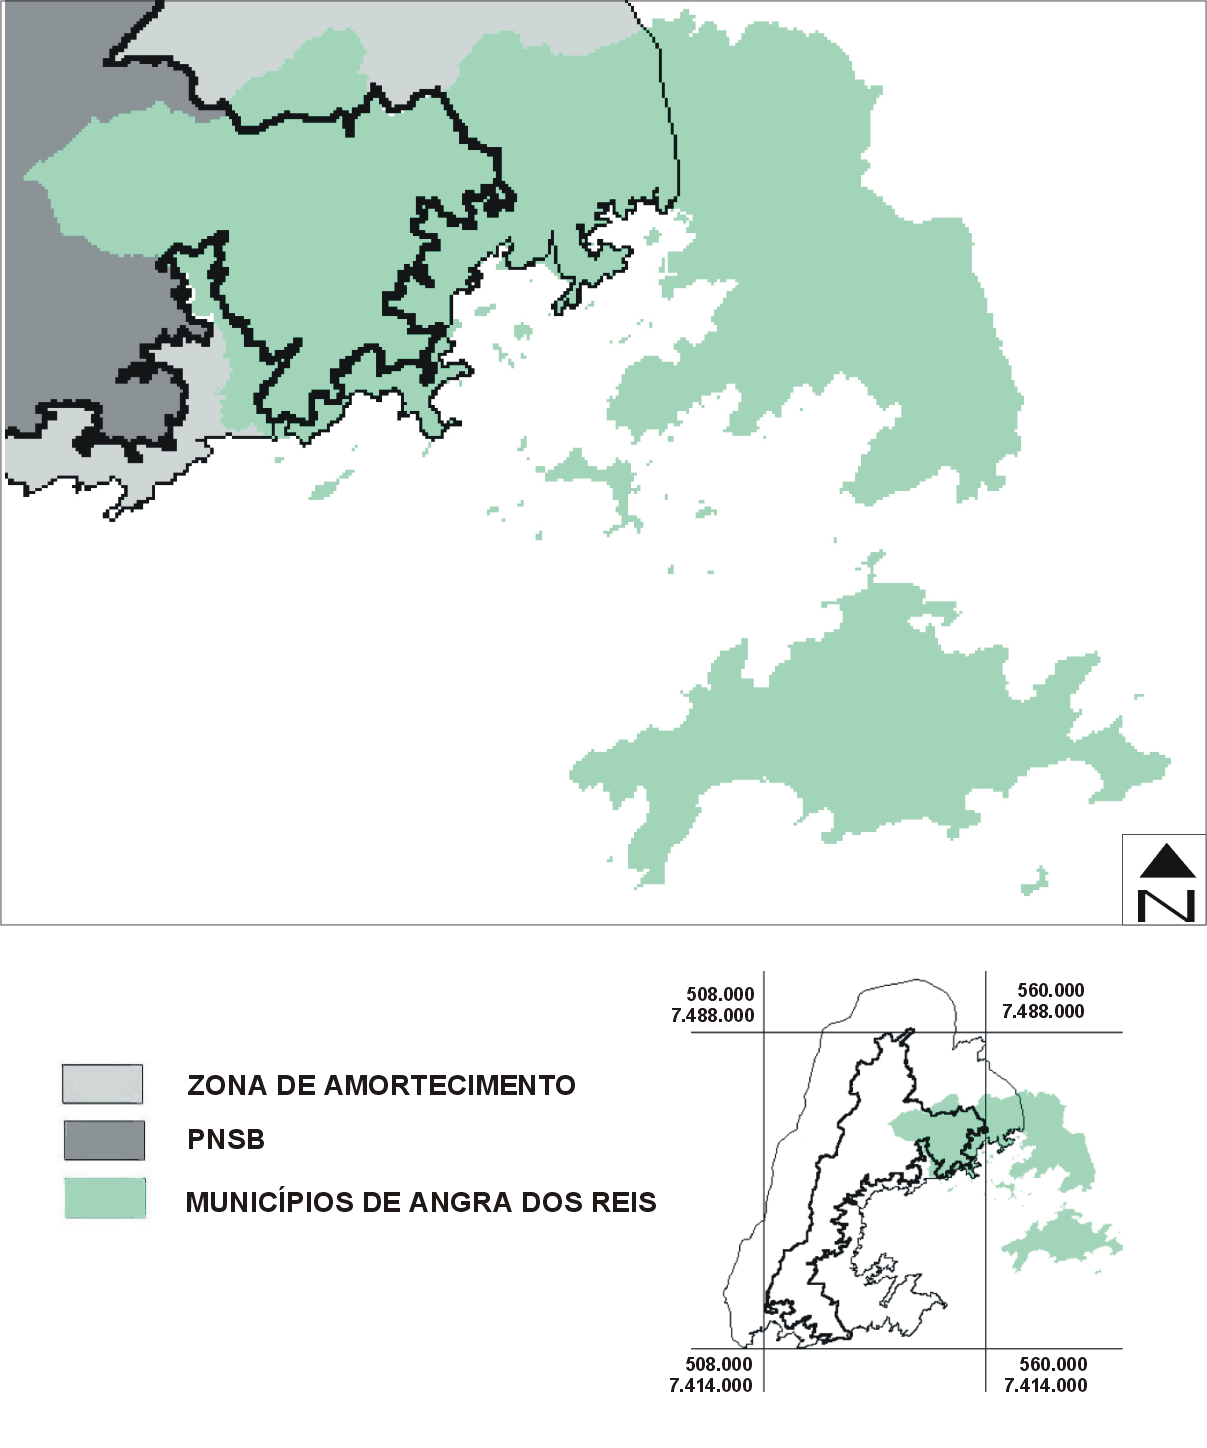 N
508.000
7.488.000
560.000
7.488.000
ZONA DE AMORTECIMENTO
PNSB
MUNICÍPIOS DE ANGRA DOS REIS
508.000
7.414.000
560.000
7.414.000